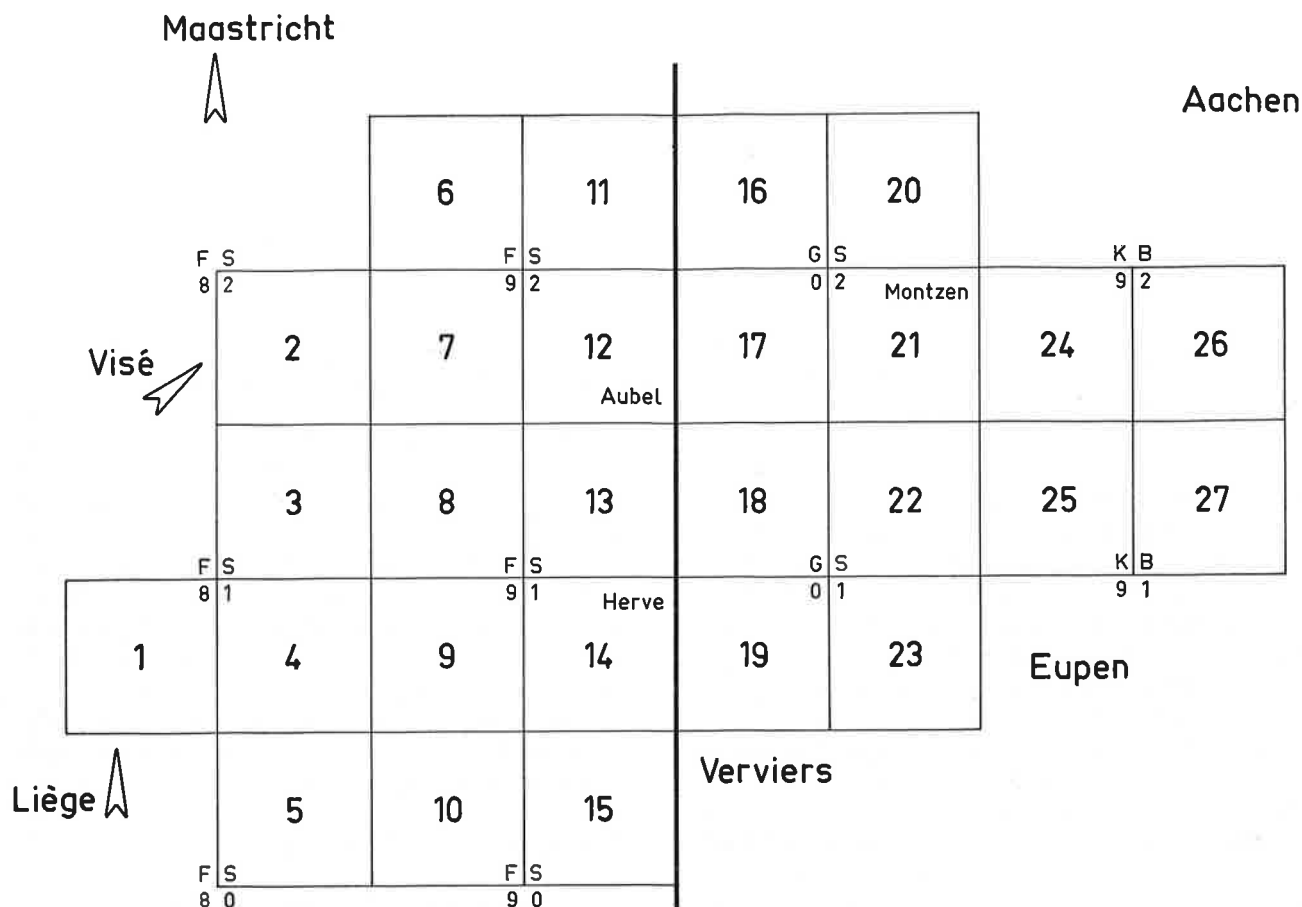 Maastricht
Aachen
6 11 16 20
F S F S G S K B
8 2 9 2 0 2 9 2
Montzen
Visé
2 7 12 17 21 24 26
Aubel
3 8 13 18 22 25 27
F S F S G S K B
8 1 9 1 0 1 9 1
Herve
1 4 9 14 19 23
Eupen
Verviers
Liège
5 10 15
F S F S
8 0 9 0